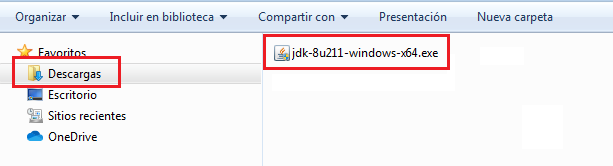 Organizar Incluir en biblioteca Compartir con Presentación Nueva carpeta
Favoritos
Descargas
Escritorio
Sitios recientes
OneDrive
jdk-8u211-windows-x64.exe